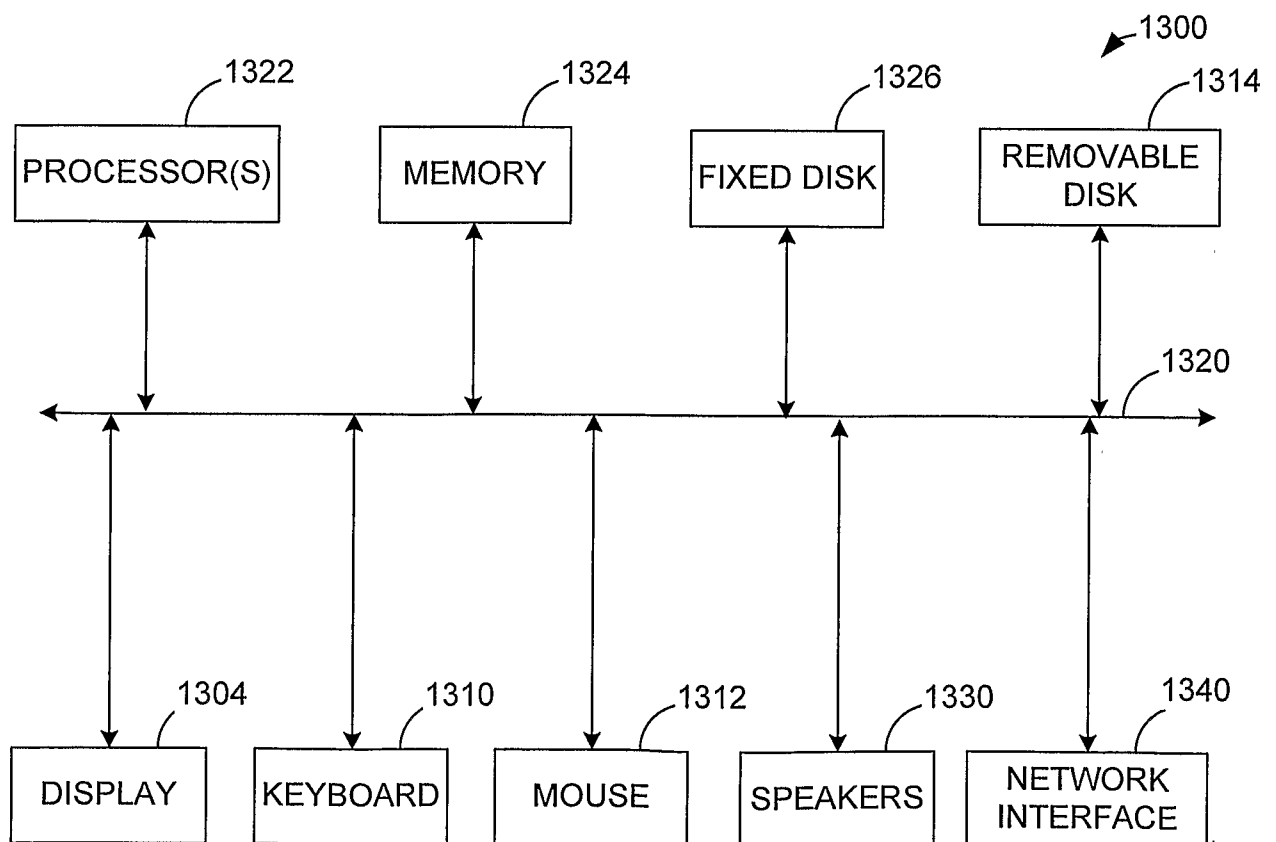 1300
1322
1324
1326
1314
PROCESSOR(S)
MEMORY
FIXED DISK
REMOVABLE
DISK
1320
1304
1310
1312
1330
1340
DISPLAY
KEYBOARD
MOUSE
SPEAKERS
NETWORK
INTERFACE